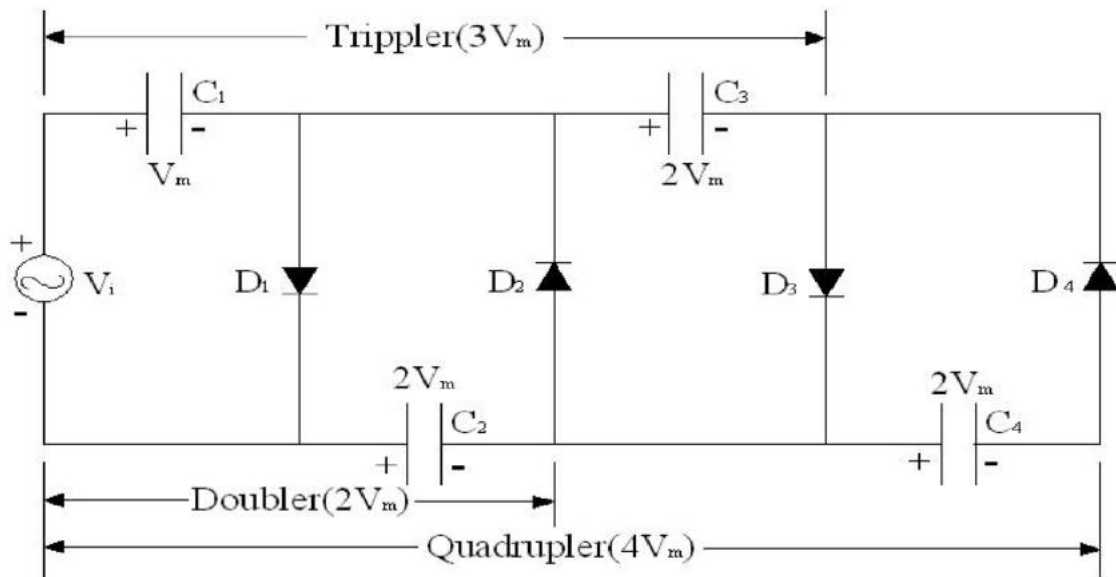 Trippler(3Vm)
C1
+ -
Vm
C3
+ -
2Vm
+
Vi
-
D1
D2
D3
D4
2Vm
C2
+ -
2Vm
C4
+ -
Doubler(2Vm)
Quadrupler(4Vm)